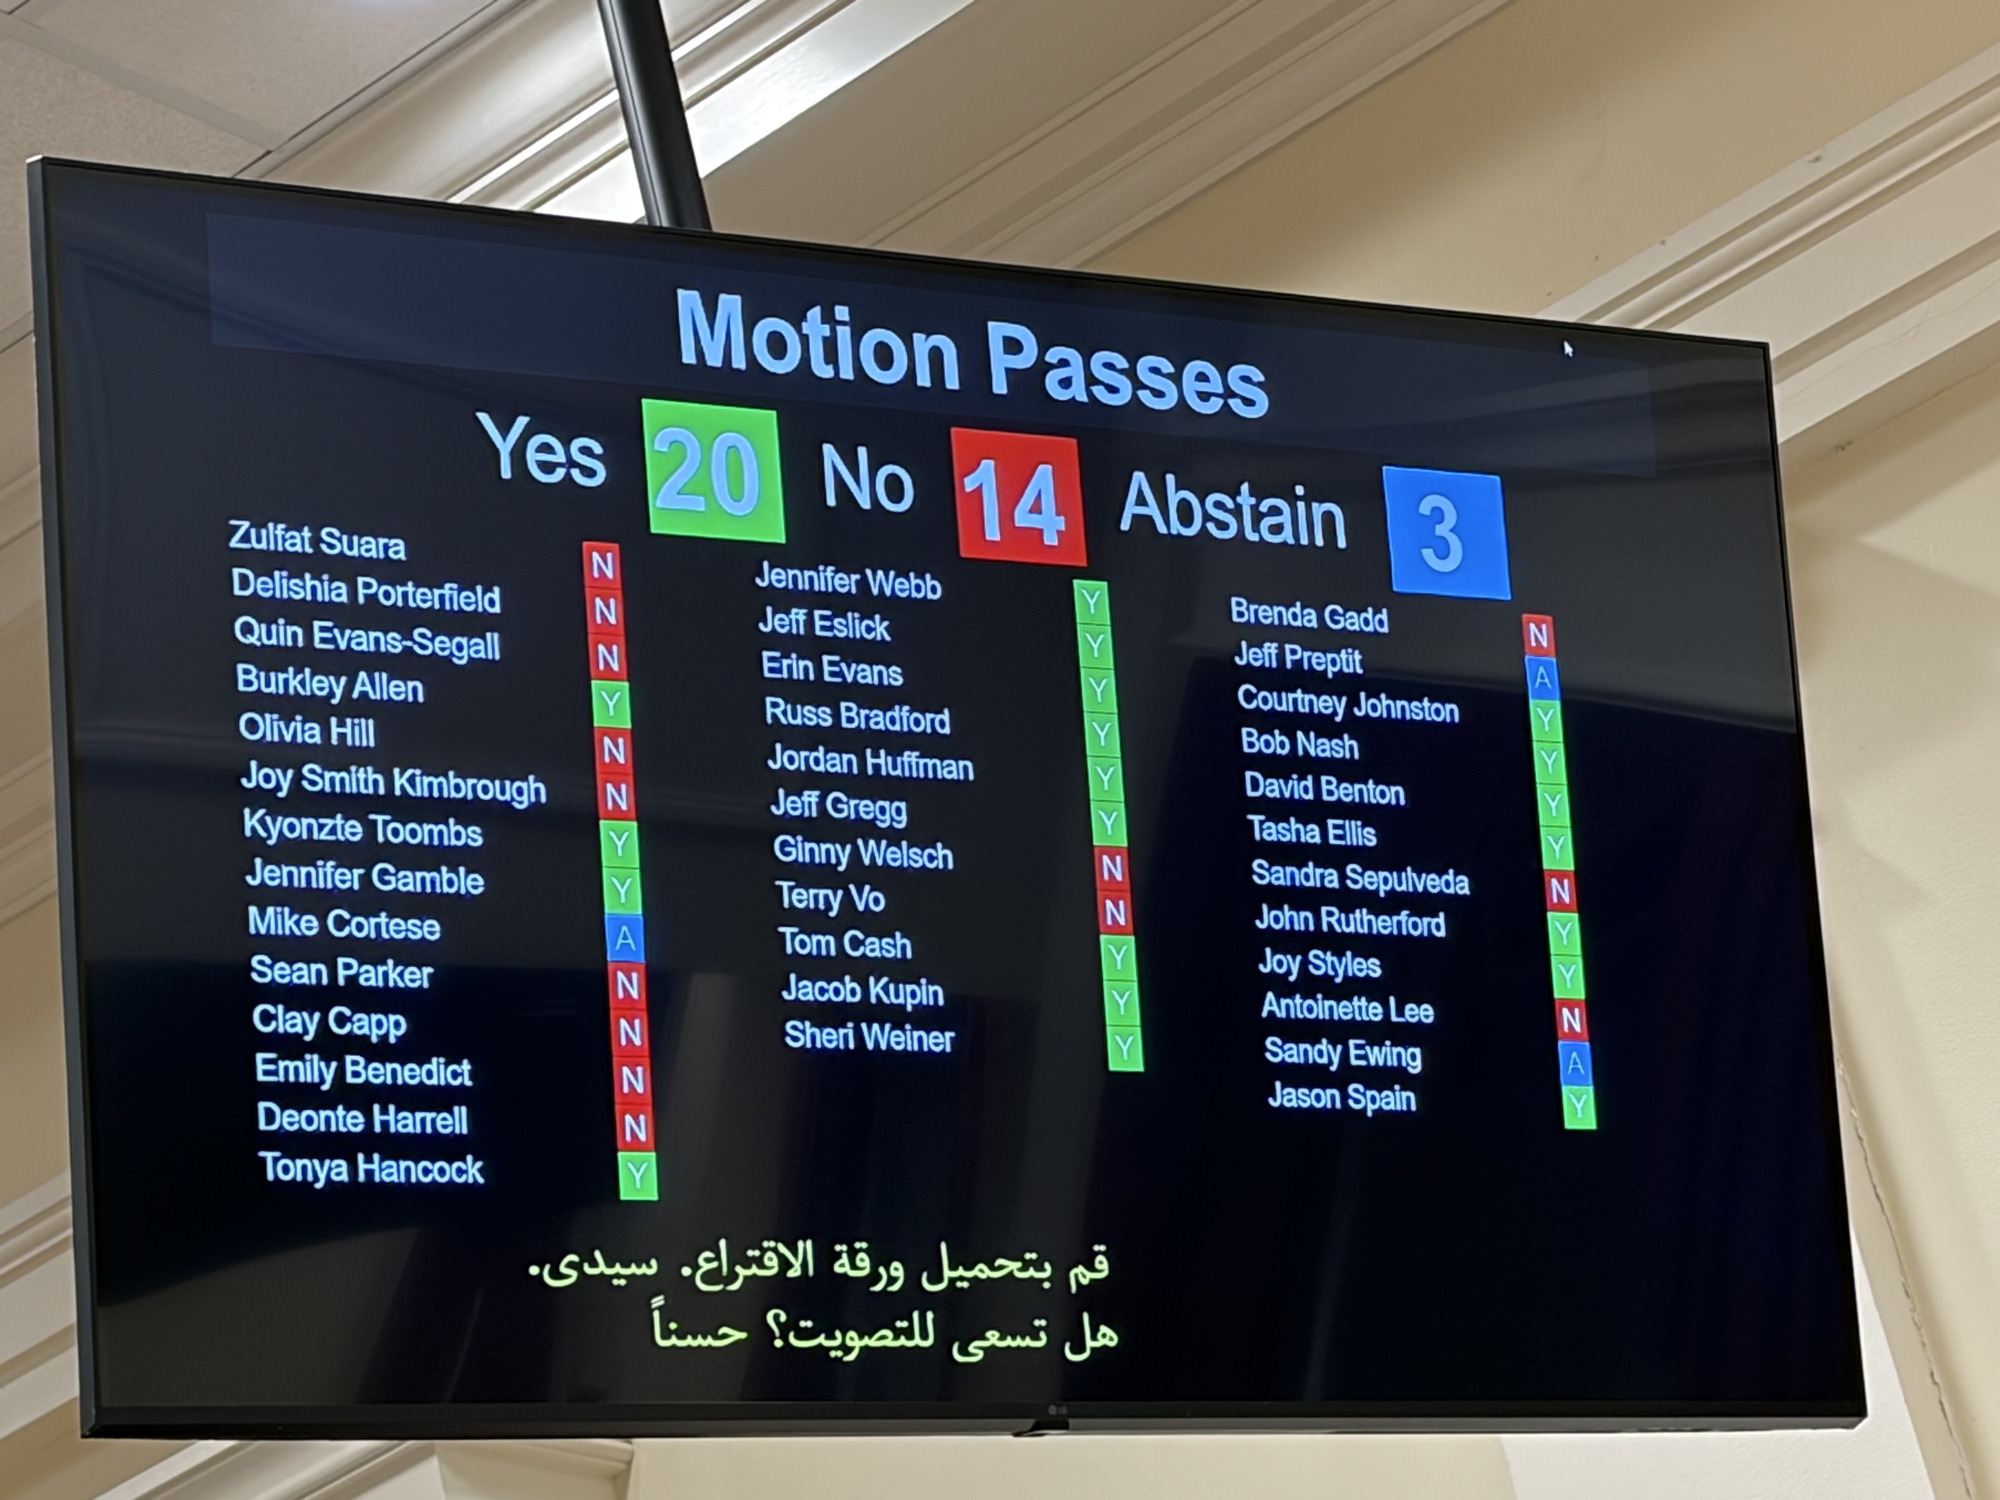 Motion Passes
Yes 20 No 14 Abstain 3
Zulfat Suara N
Delishia Porterfield N
Quin Evans-Segall N
Burkley Allen Y
Olivia Hill N
Joy Smith Kimbrough N
Kyonzte Toombs Y
Jennifer Gamble Y
Mike Cortese A
Sean Parker N
Clay Capp N
Emily Benedict N
Deonte Harrell N
Tonya Hancock Y
Jennifer Webb Y
Jeff Eslick Y
Erin Evans Y
Russ Bradford Y
Jordan Huffman Y
Jeff Gregg Y
Ginny Welsch N
Terry Vo N
Tom Cash Y
Jacob Kupin Y
Sheri Weiner Y
Brenda Gadd N
Jeff Preptit A
Courtney Johnston Y
Bob Nash Y
David Benton Y
Tasha Ellis Y
Sandra Sepulveda N
John Rutherford Y
Joy Styles Y
Antoinette Lee N
Sandy Ewing A
Jason Spain Y
قم بتحميل ورقة الاقتراع. سيدى.
هل تسعى للتصويت؟ حسناً
LG